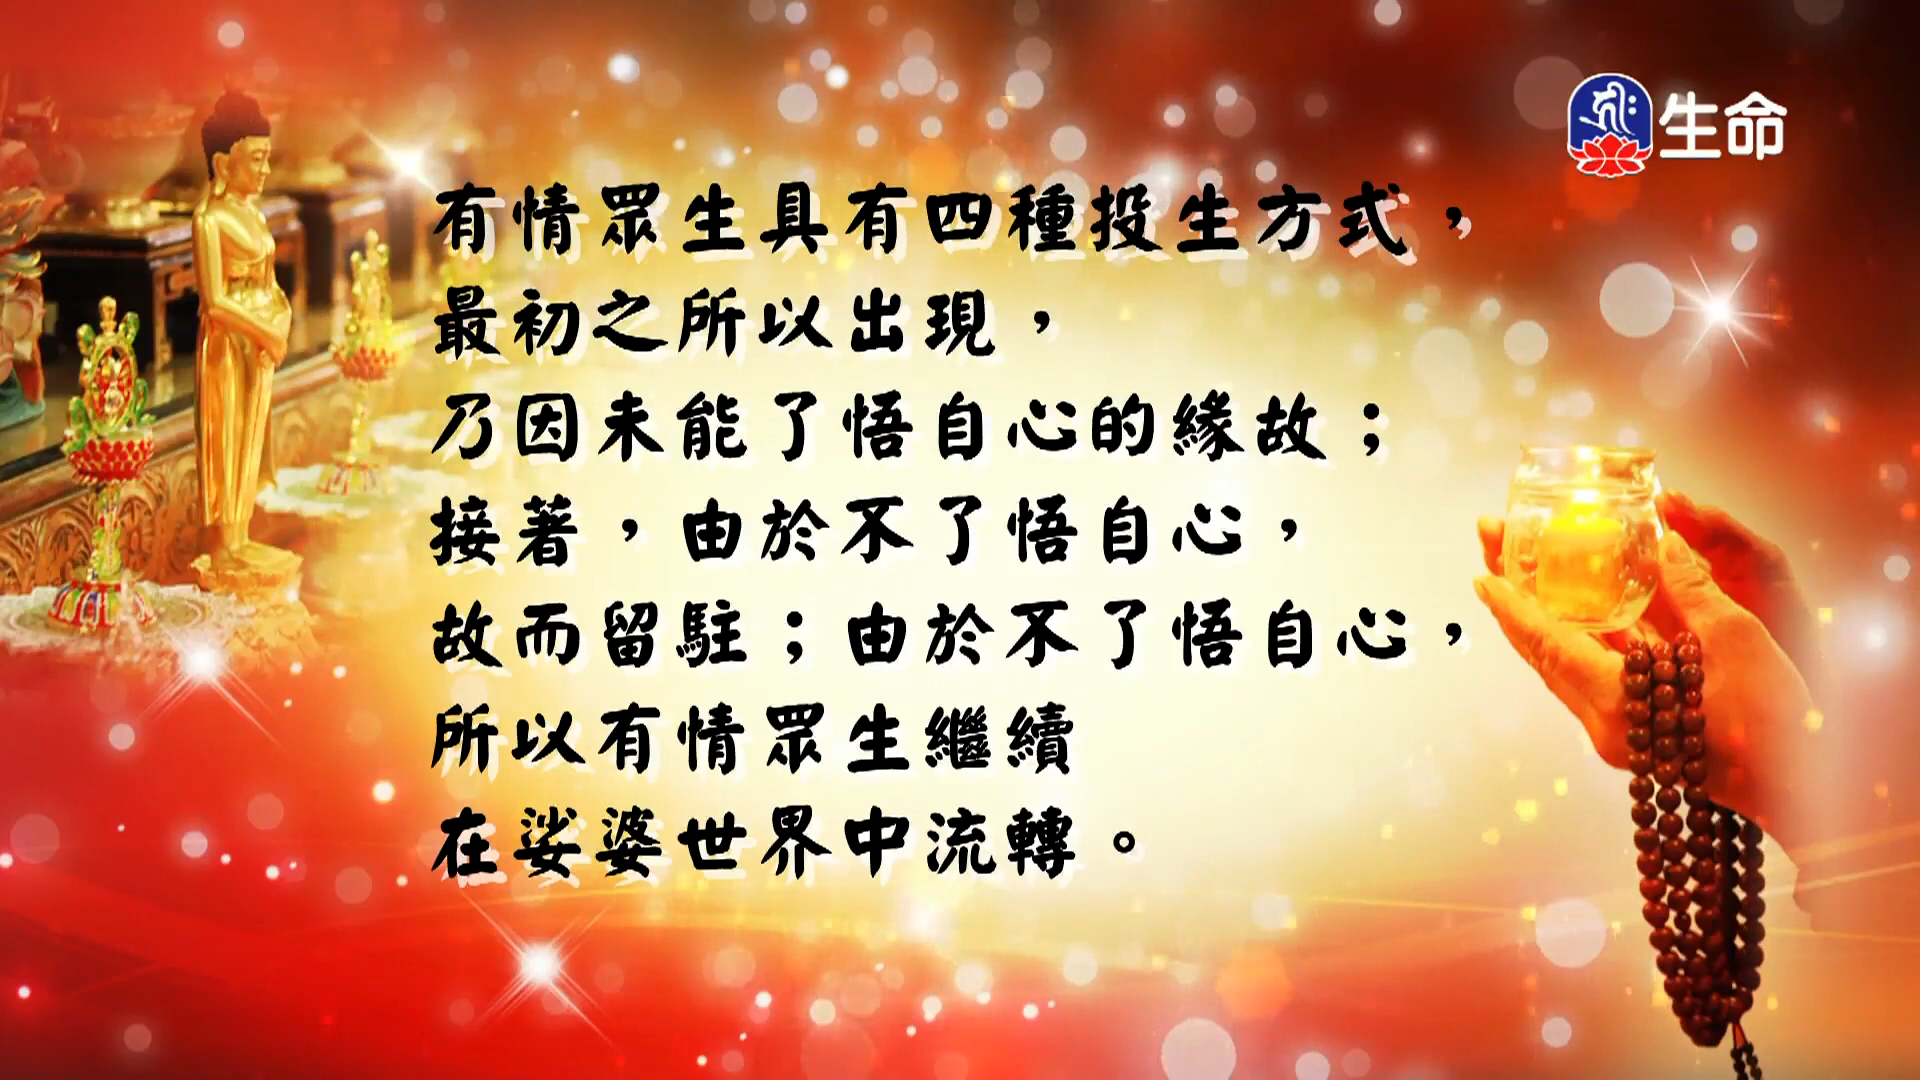 生命
有情眾生具有四種投生方式，
最初之所以出現，
乃因未能了悟自心的緣故；
接著，由於不了悟自心，
故而留駐；由於不了悟自心，
所以有情眾生繼續
在娑婆世界中流轉。